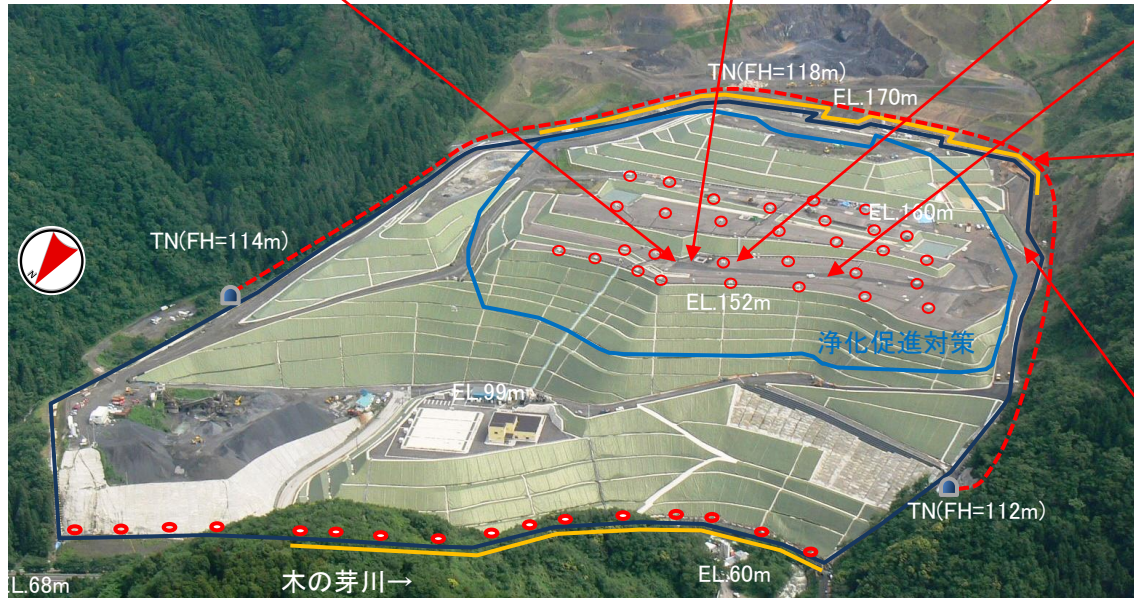 TN(FH=118m)
EL.170m
EL.160m
TN(FH=114m)
N
EL.152m
浄化促進対策
EL.99m
TN(FH=112m)
EL.68m
木の芽川→
EL.60m